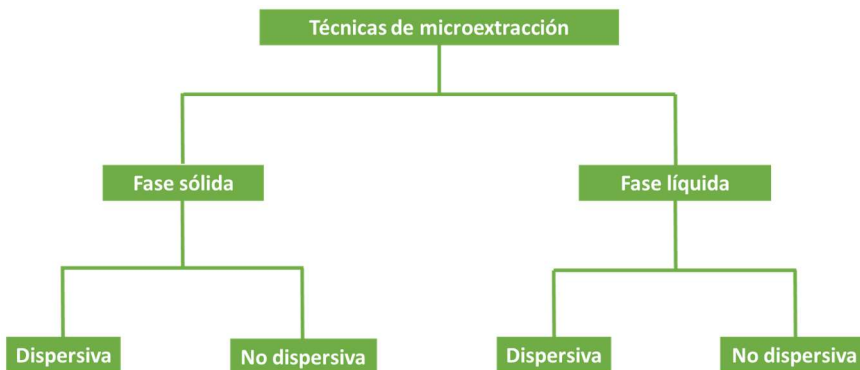 Técnicas de microextracción
Fase sólida
Fase líquida
Dispersiva
No dispersiva
Dispersiva
No dispersiva